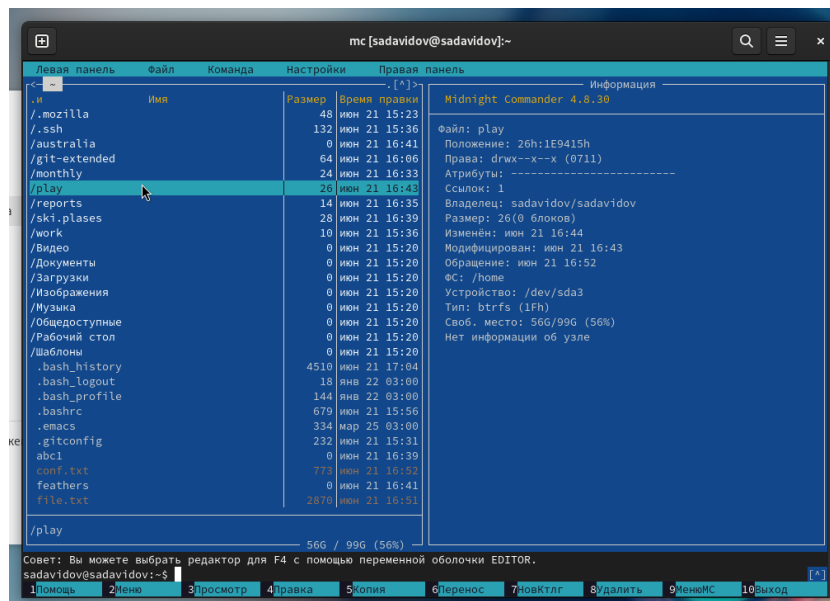 mc [sadavidov@sadavidov]:~
Левая панель Файл Команда Настройки Правая панель
<─ ~ .[^]>
.и Имя Размер Время правки
/.mozilla 48 июн 21 15:23
/.ssh 132 июн 21 15:36
/australia 0 июн 21 16:41
/git-extended 64 июн 21 16:06
/monthly 24 июн 21 16:33
/play 26 июн 21 16:43
/reports 14 июн 21 16:35
/ski.plases 28 июн 21 16:39
/work 10 июн 21 15:36
/Видео 0 июн 21 15:20
/Документы 0 июн 21 15:20
/Загрузки 0 июн 21 15:20
/Изображения 0 июн 21 15:20
/Музыка 0 июн 21 15:20
/Общедоступные 0 июн 21 15:20
/Рабочий стол 0 июн 21 15:20
/Шаблоны 0 июн 21 15:20
.bash_history 4510 июн 21 17:04
.bash_logout 18 янв 22 03:00
.bash_profile 144 янв 22 03:00
.bashrc 679 июн 21 15:56
.emacs 334 мар 25 03:00
.gitconfig 232 июн 21 15:31
abc1 0 июн 21 16:39
conf.txt 773 июн 21 16:52
feathers 0 июн 21 16:41
file.txt 2870 июн 21 16:51
/play
56G / 99G (56%)
Информация
Midnight Commander 4.8.30
Файл: play
Положение: 26h:1E9415h
Права: drwx--x--x (0711)
Атрибуты: -------------------------
Ссылок: 1
Владелец: sadavidov/sadavidov
Размер: 26(0 блоков)
Изменён: июн 21 16:44
Модифицирован: июн 21 16:43
Обращение: июн 21 16:52
ФС: /home
Устройство: /dev/sda3
Тип: btrfs (1Fh)
Своб. место: 56G/99G (56%)
Нет информации об узле
Совет: Вы можете выбрать редактор для F4 с помощью переменной оболочки EDITOR.
sadavidov@sadavidov:~$ [^]
1Помощь 2Меню 3Просмотр 4Правка 5Копия 6Перенос 7НовКтлг 8Удалить 9МенюМС 10Выход